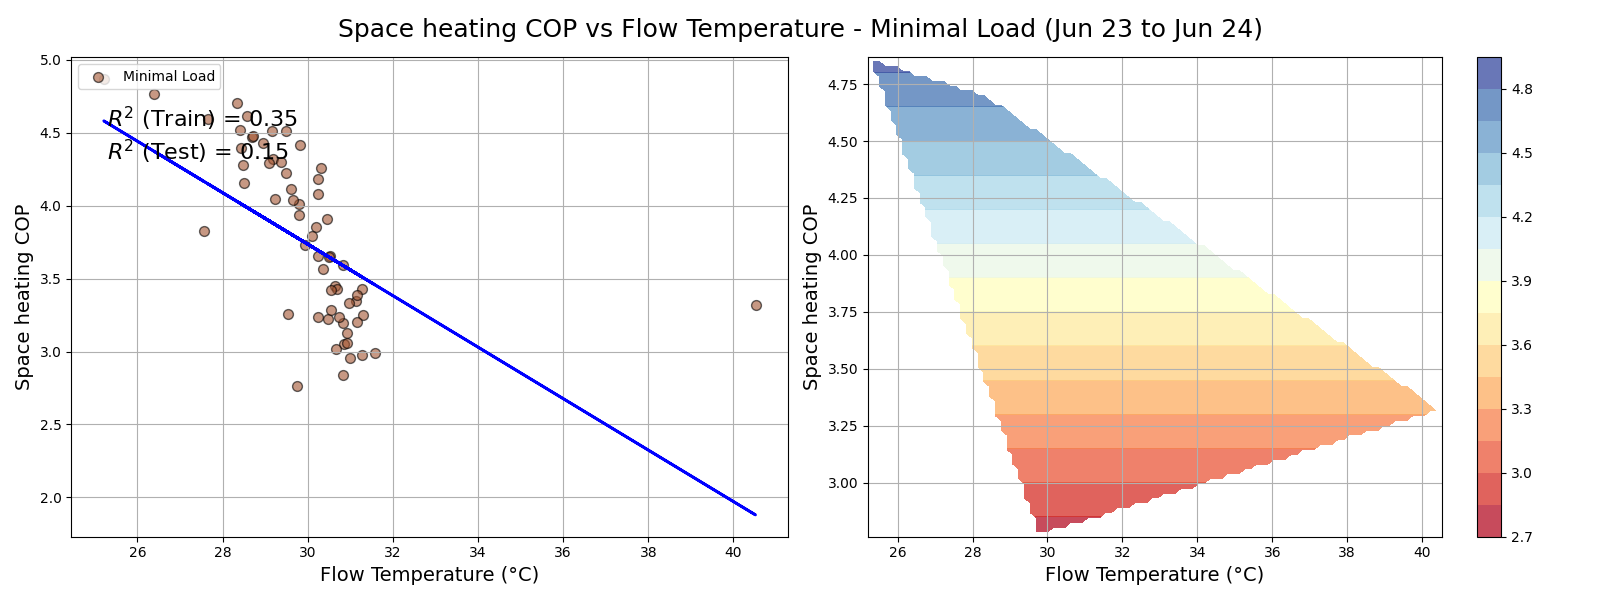 Space heating COP vs Flow Temperature - Minimal Load (Jun 23 to Jun 24)
Minimal Load
R² (Train) = 0.35
R² (Test) = 0.15
Space heating COP
5.0
4.5
4.0
3.5
3.0
2.5
2.0
26 28 30 32 34 36 38 40
Flow Temperature (°C)
Space heating COP
4.75
4.50
4.25
4.00
3.75
3.50
3.25
3.00
26 28 30 32 34 36 38 40
Flow Temperature (°C)
4.8
4.5
4.2
3.9
3.6
3.3
3.0
2.7